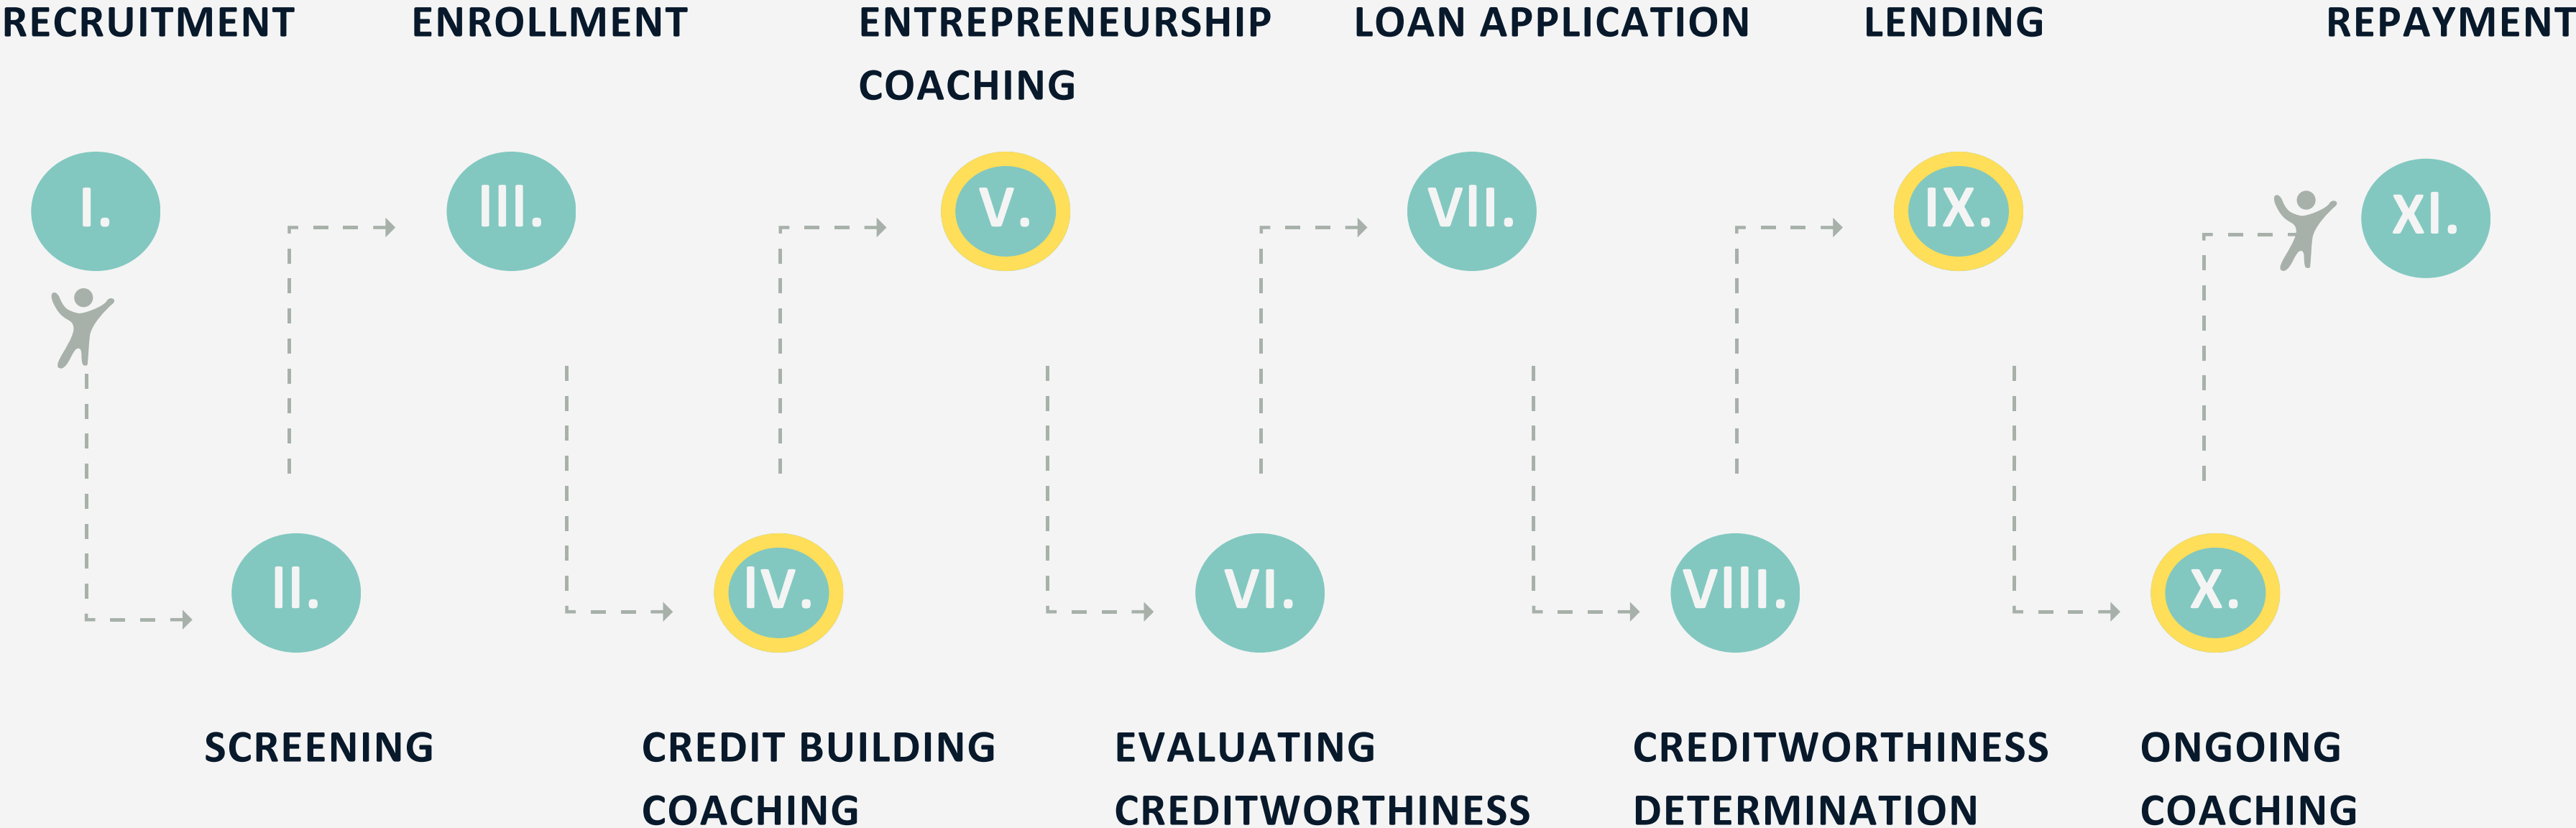 RECRUITMENT
ENROLLMENT
ENTREPRENEURSHIP
COACHING
LOAN APPLICATION
LENDING
REPAYMENT
I.
III.
V.
VII.
IX.
XI.
II.
IV.
VI.
VIII.
X.
SCREENING
CREDIT BUILDING
COACHING
EVALUATING
CREDITWORTHINESS
CREDITWORTHINESS
DETERMINATION
ONGOING
COACHING